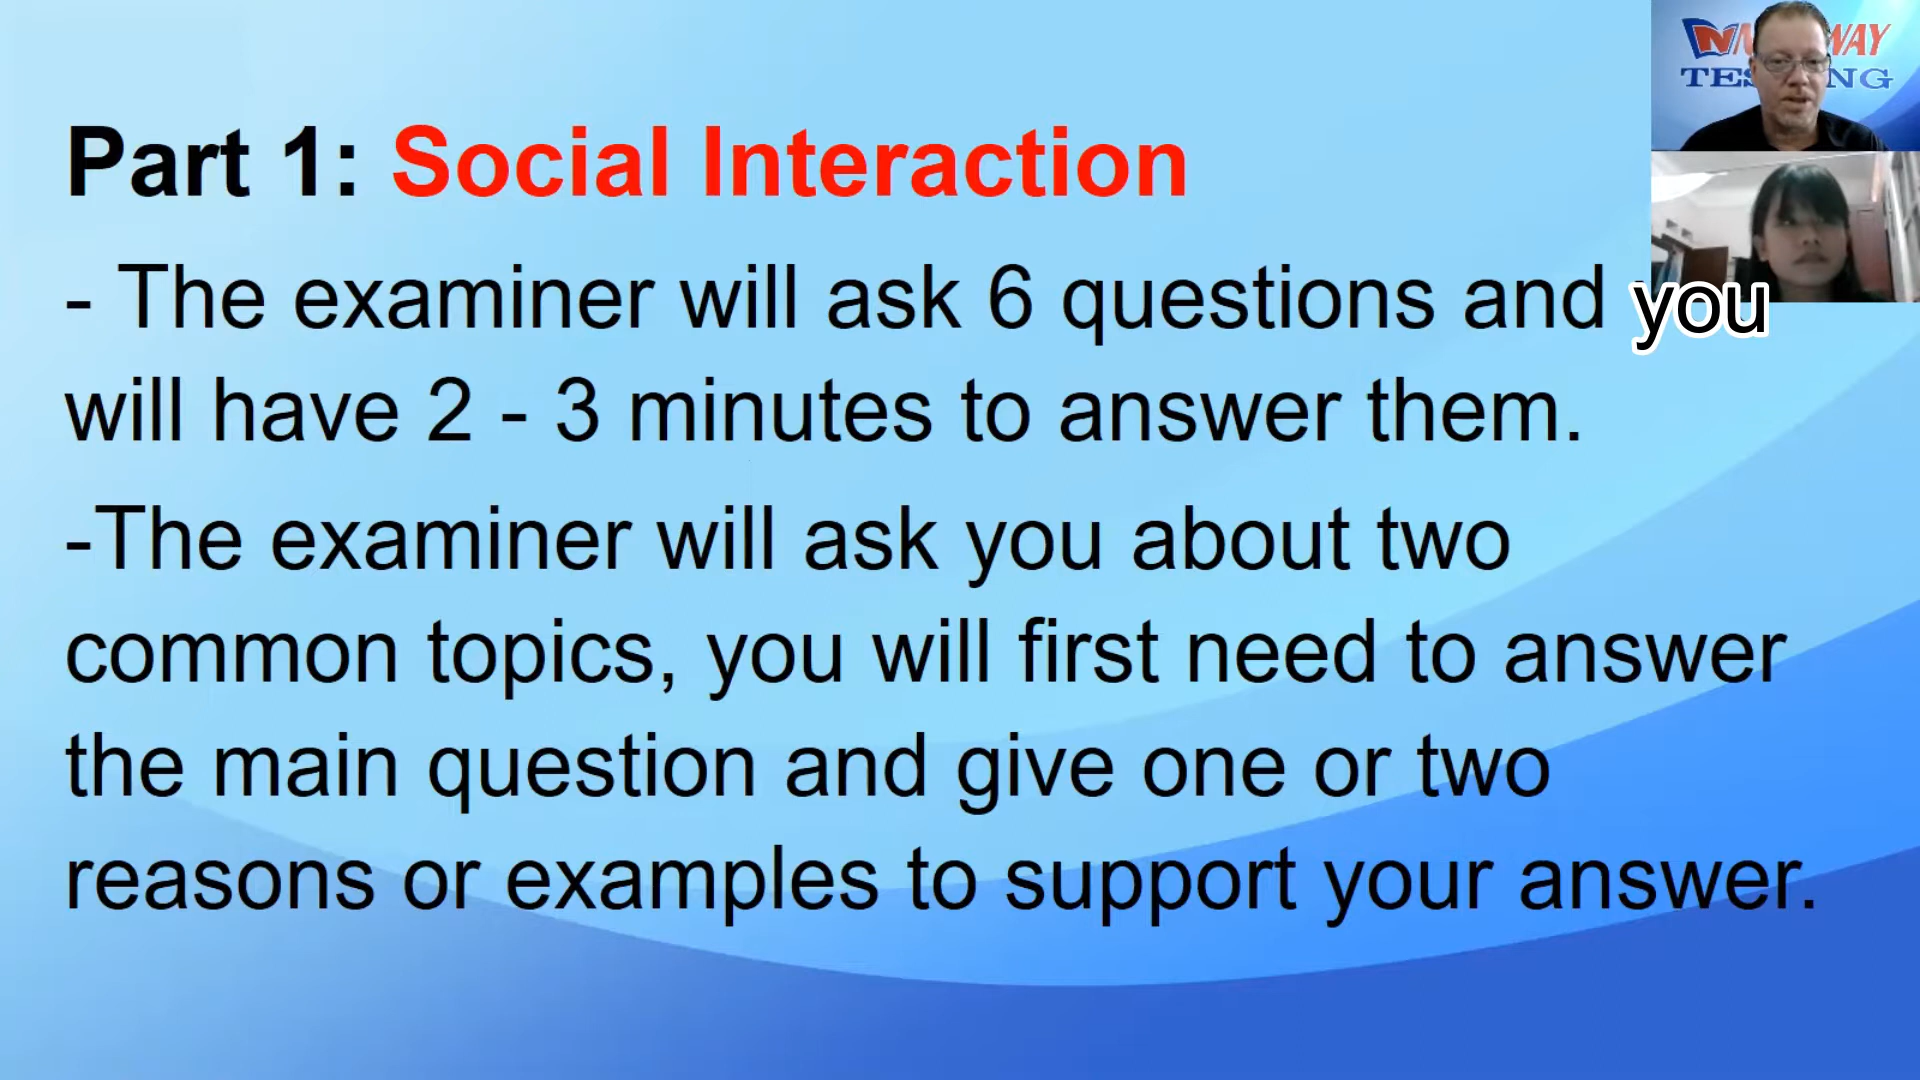 Part 1: Social Interaction
- The examiner will ask 6 questions and you
will have 2 - 3 minutes to answer them.
-The examiner will ask you about two
common topics, you will first need to answer
the main question and give one or two
reasons or examples to support your answer.